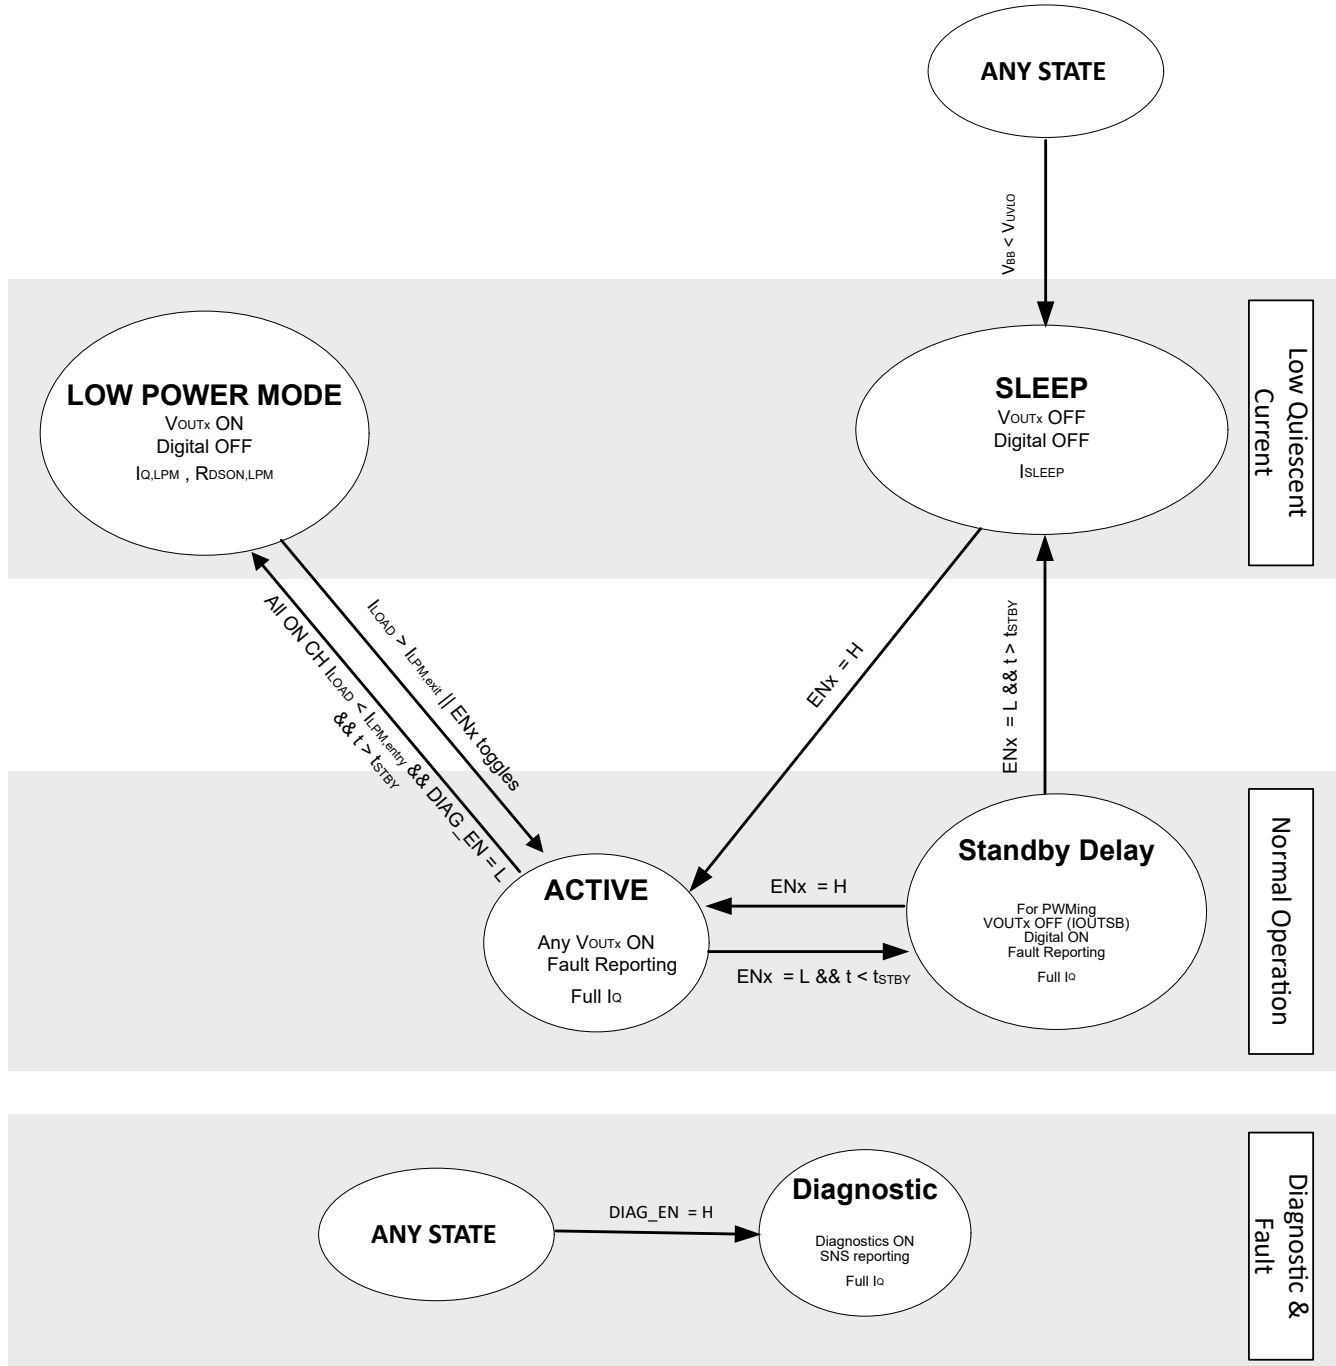 ANY STATE
VBB < VUVLO
LOW POWER MODE
VOUTx ON
Digital OFF
IQ,LPM , RDSON,LPM
SLEEP
VOUTx OFF
Digital OFF
ISLEEP
Low Quiescent
Current
ILOAD > ILPM,exit || ENx toggles
All ON CH ILOAD < ILPM,entry && DIAG_EN = L
&& t > tSTBY
ENx = H
ENx = L && t > tSTBY
ACTIVE
Any VOUTx ON
Fault Reporting
Full IQ
ENx = H
ENx = L && t < tSTBY
Standby Delay
For PWMing
VOUTx OFF (IOUTSB)
Digital ON
Fault Reporting
Full IQ
Normal Operation
ANY STATE
DIAG_EN = H
Diagnostic
Diagnostics ON
SNS reporting
Full IQ
Diagnostic &
Fault